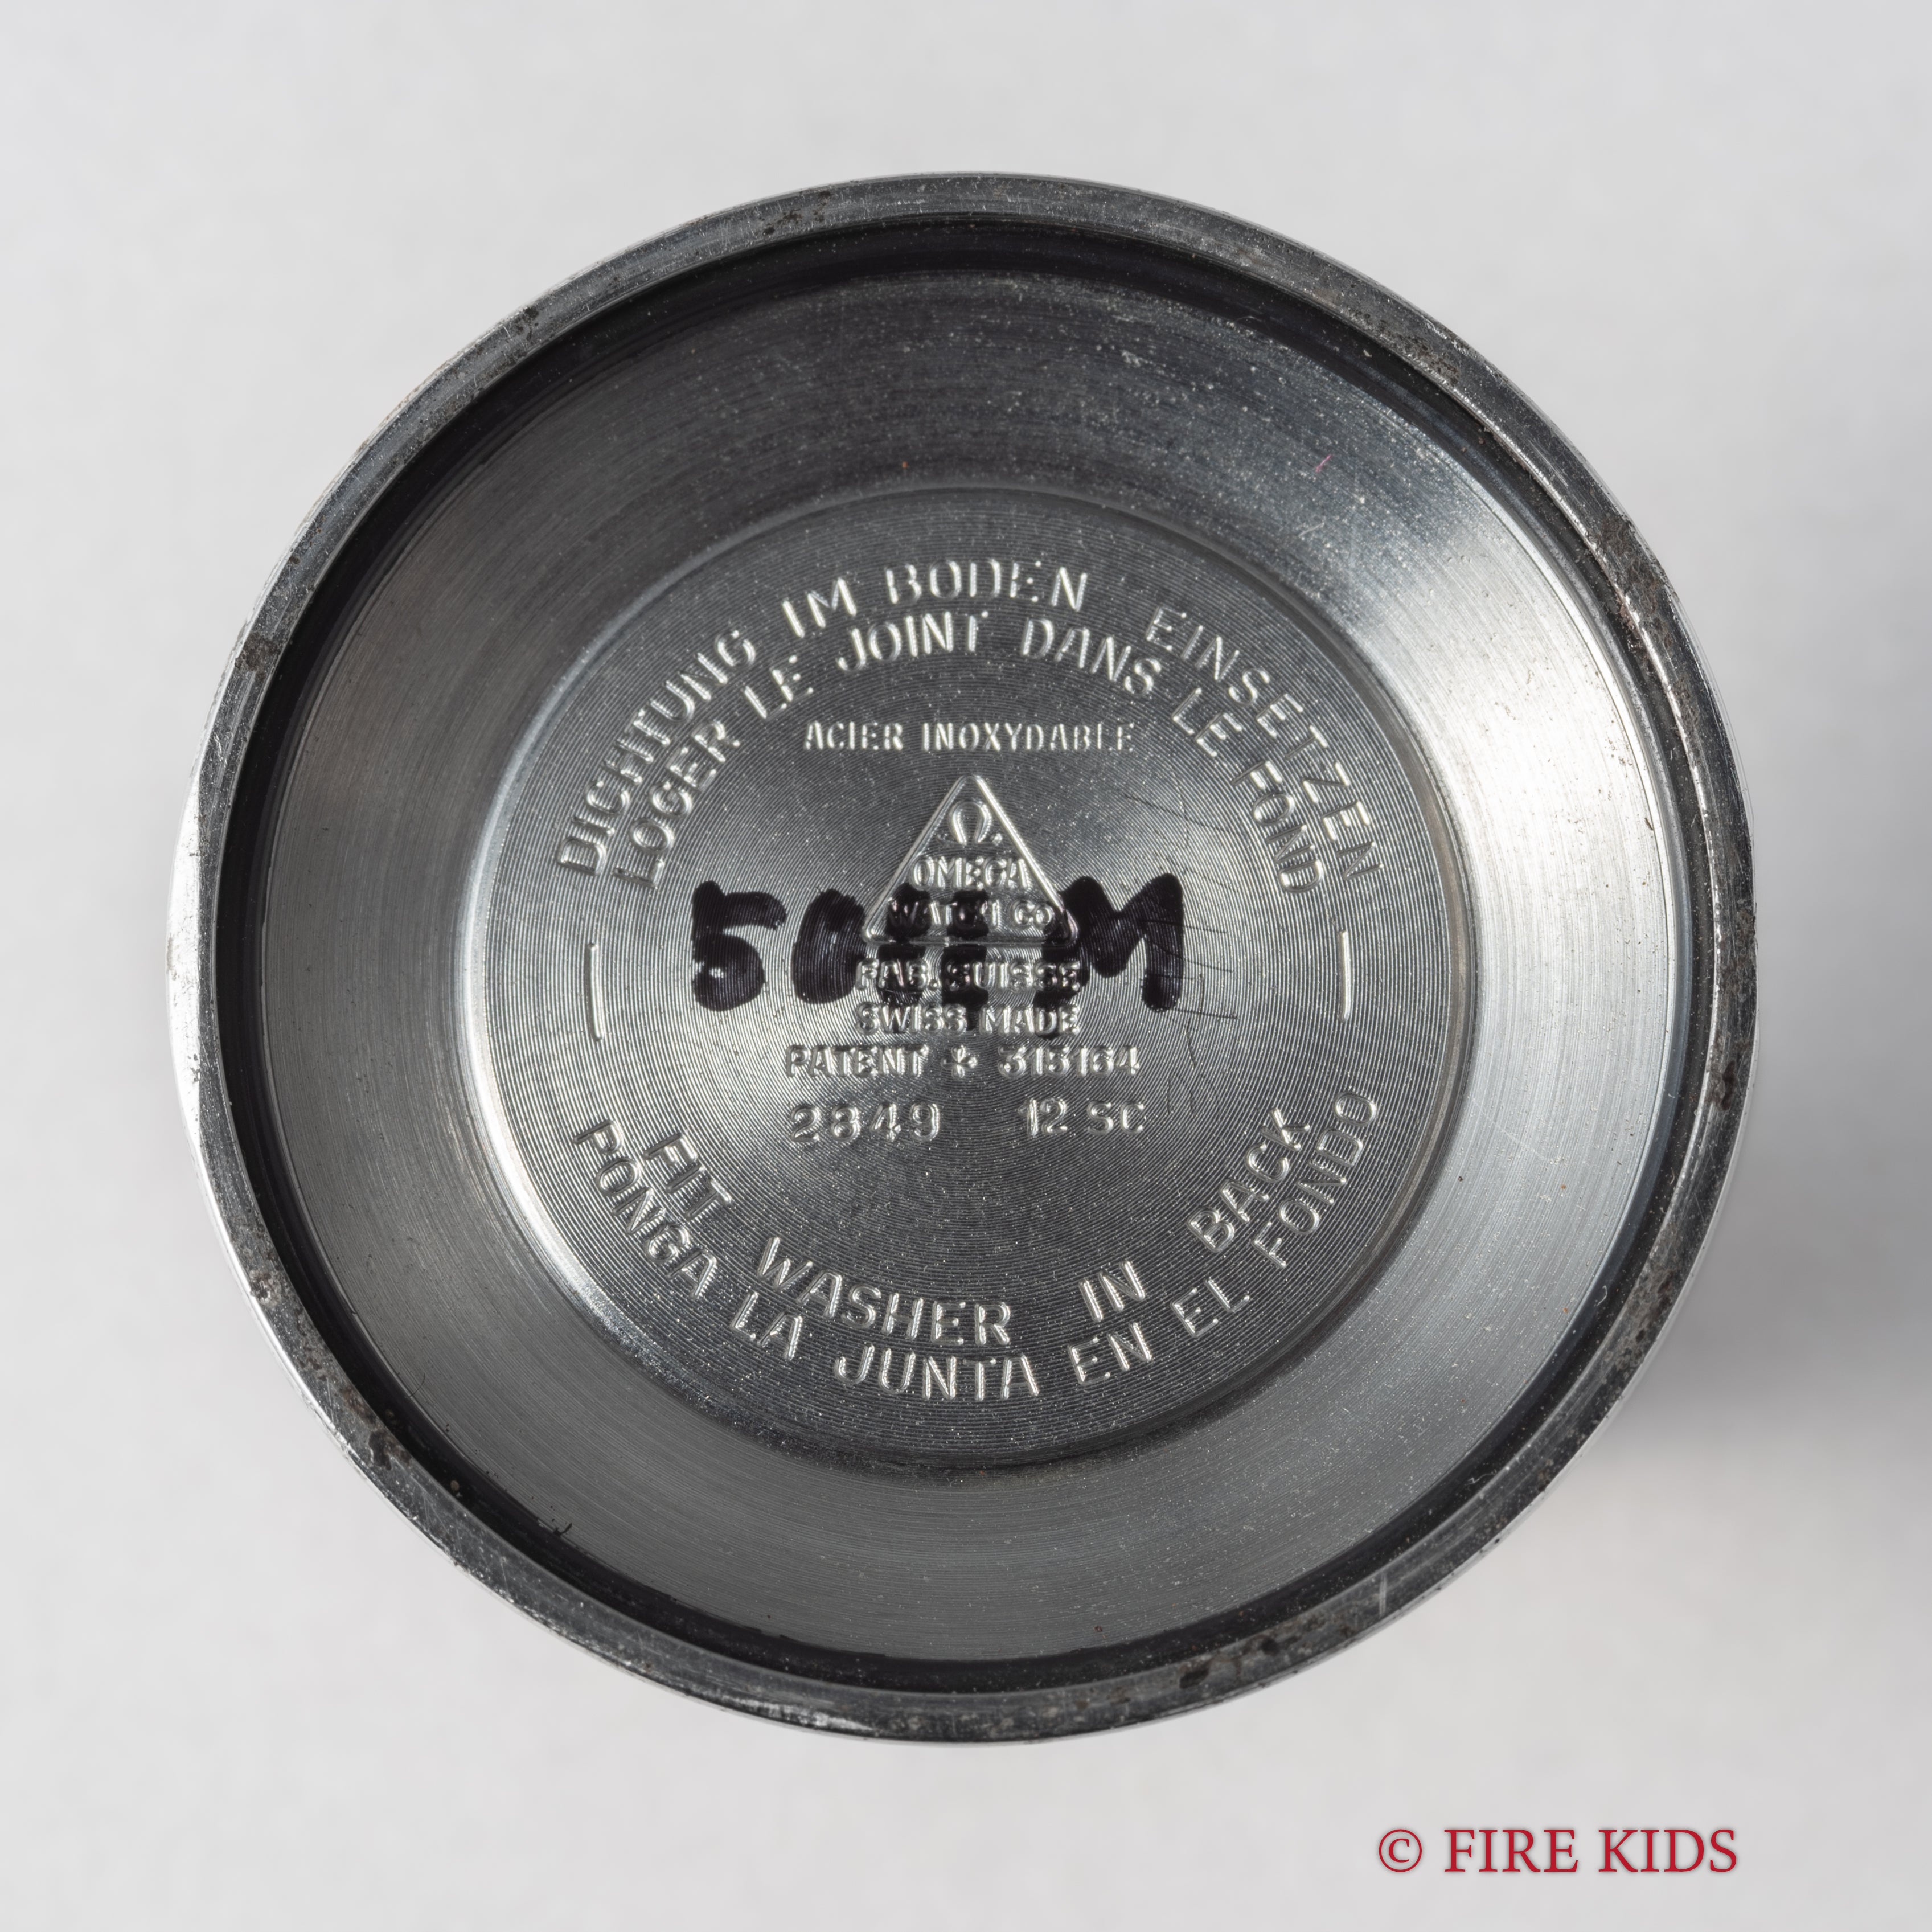 DICHTUNG IM BODEN EINSETZEN
LOGER LE JOINT DANS LE FOND
ACIER INOXYDABLE
Ω
OMEGA
WATCH Co
FAB. SUISSE
SWISS MADE
PATENT + 315164
2849 12 SC
FIT WASHER IN BACK
PONGA LA JUNTA EN EL FONDO
© FIRE KIDS